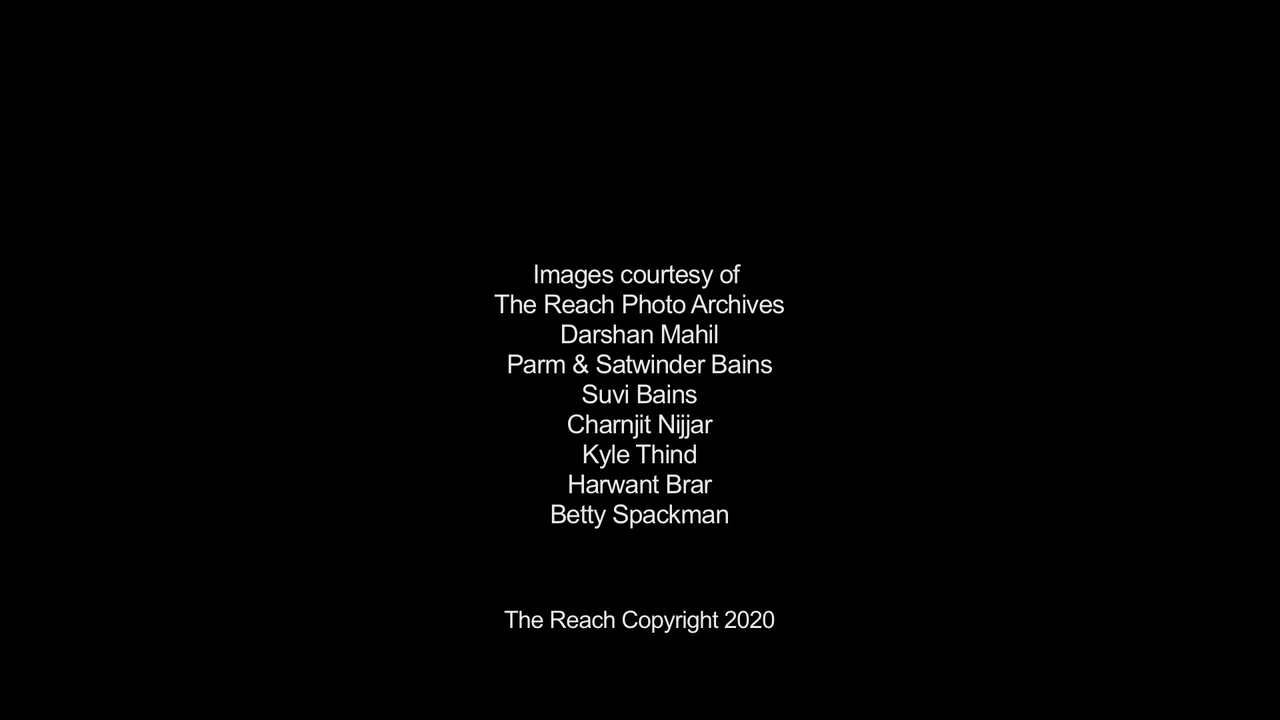 Images courtesy of
The Reach Photo Archives
Darshan Mahil
Parm & Satwinder Bains
Suvi Bains
Charnjit Nijjar
Kyle Thind
Harwant Brar
Betty Spackman
The Reach Copyright 2020